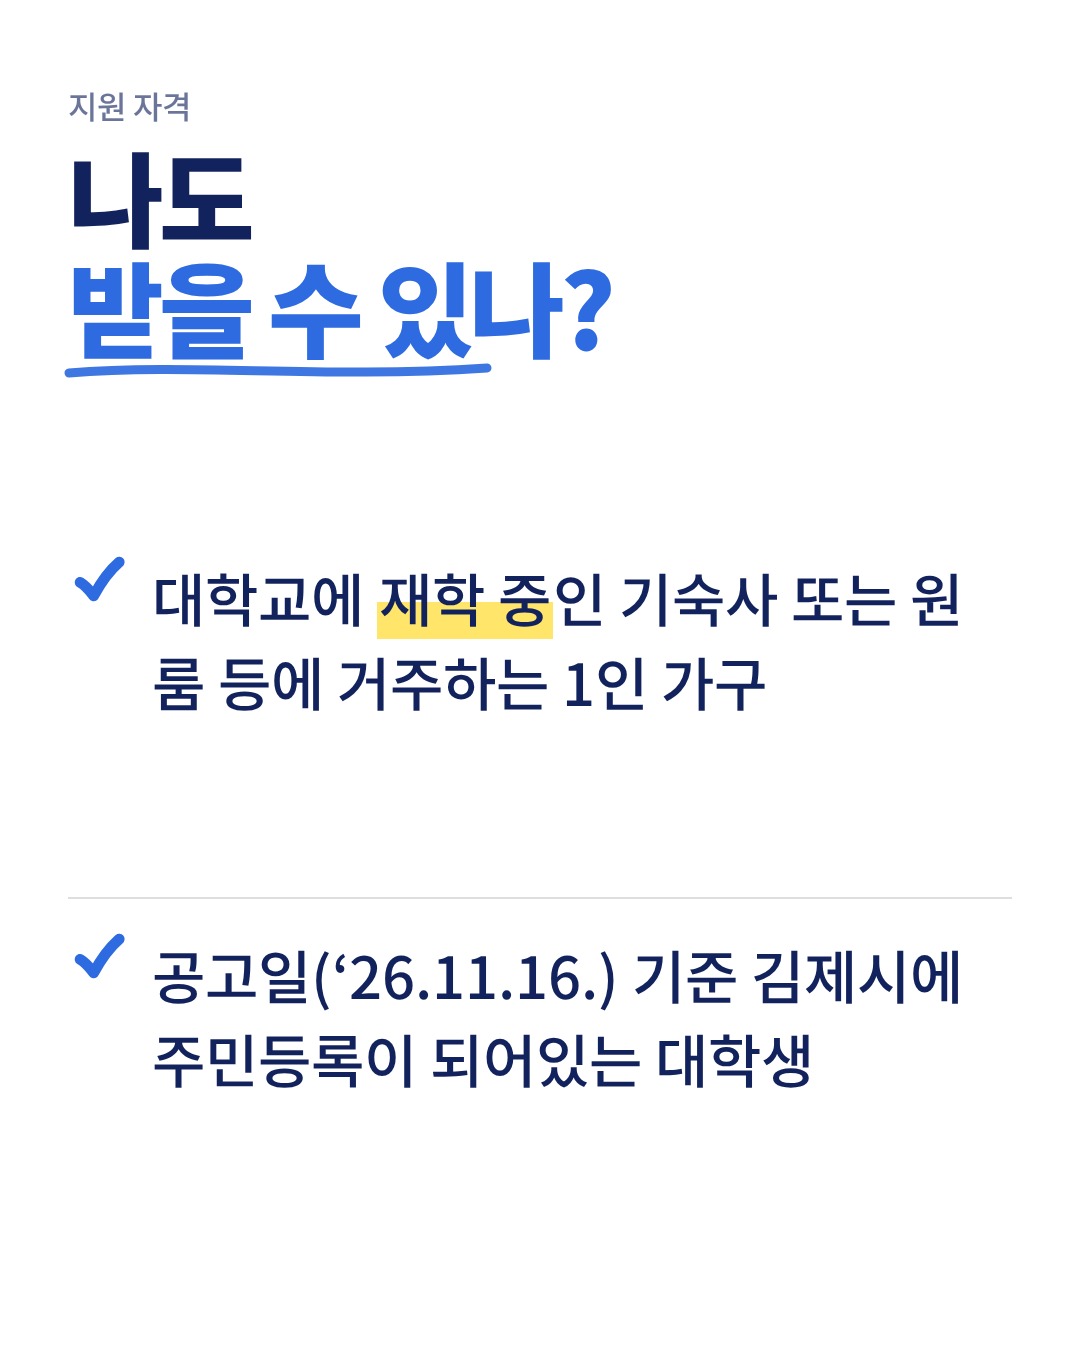 지원 자격
나도
받을 수 있나?
대학교에 재학 중인 기숙사 또는 원
룸 등에 거주하는 1인 가구
공고일(‘26.11.16.) 기준 김제시에
주민등록이 되어있는 대학생